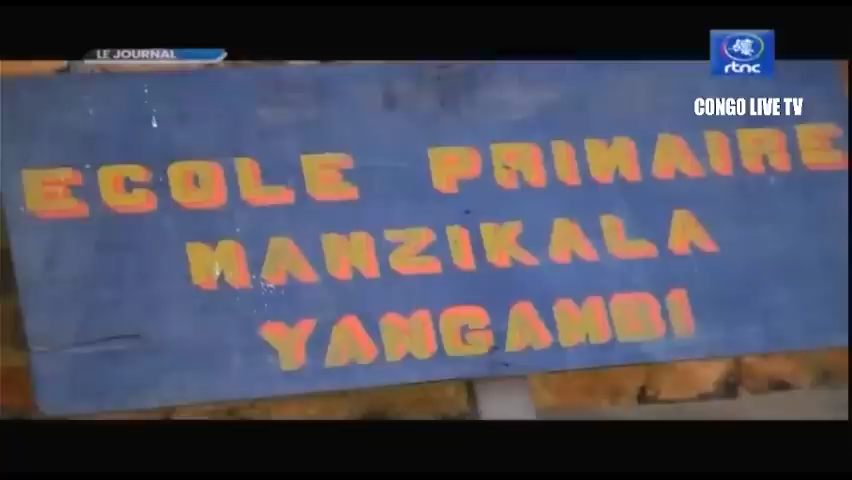 LE JOURNAL
rtnc
CONGO LIVE TV
ECOLE PRIMAIRE
MANZIKALA
YANGAMBI